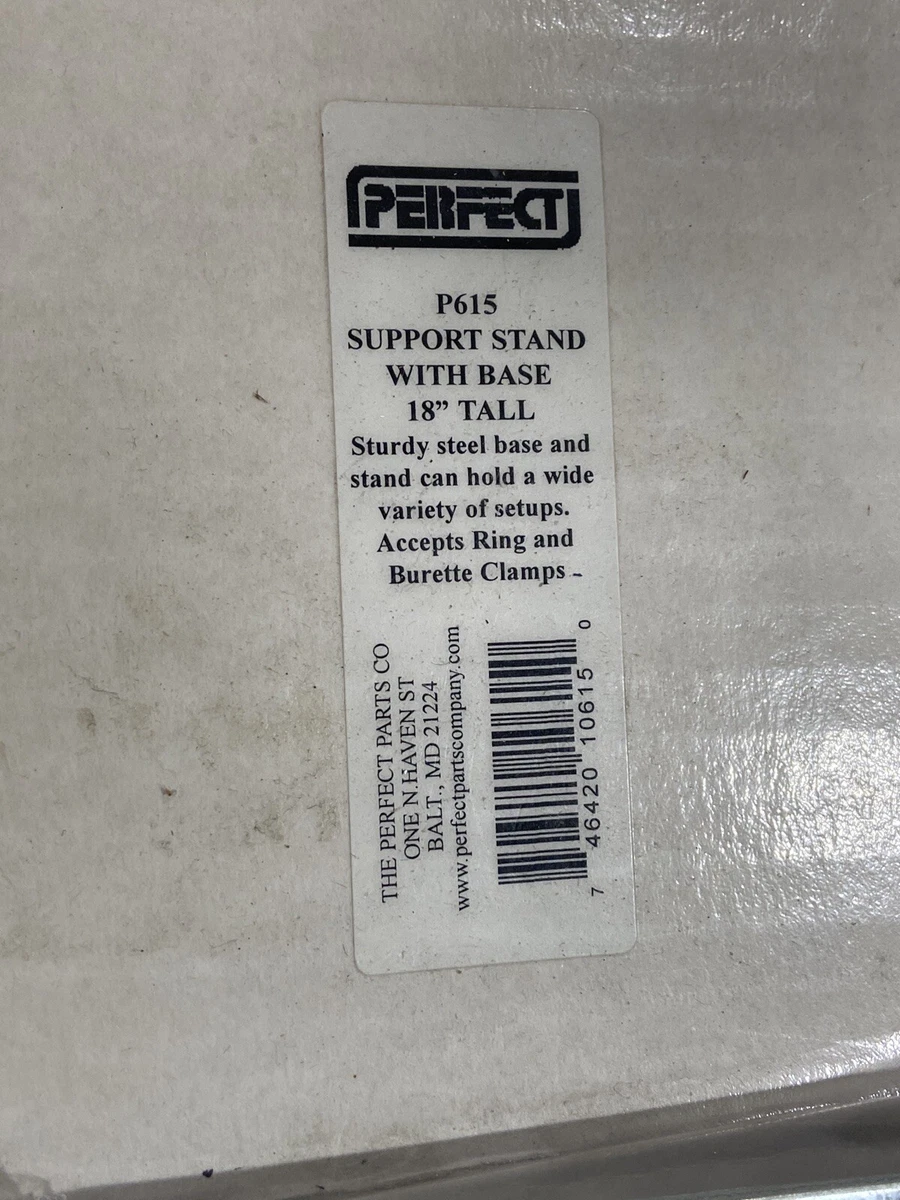 PERFECT
P615
SUPPORT STAND
WITH BASE
18” TALL
Sturdy steel base and
stand can hold a wide
variety of setups.
Accepts Ring and
Burette Clamps -
THE PERFECT PARTS CO
ONE N.HAVEN ST
BALT., MD 21224
www.perfectpartscompany.com
7 46420 10615 0